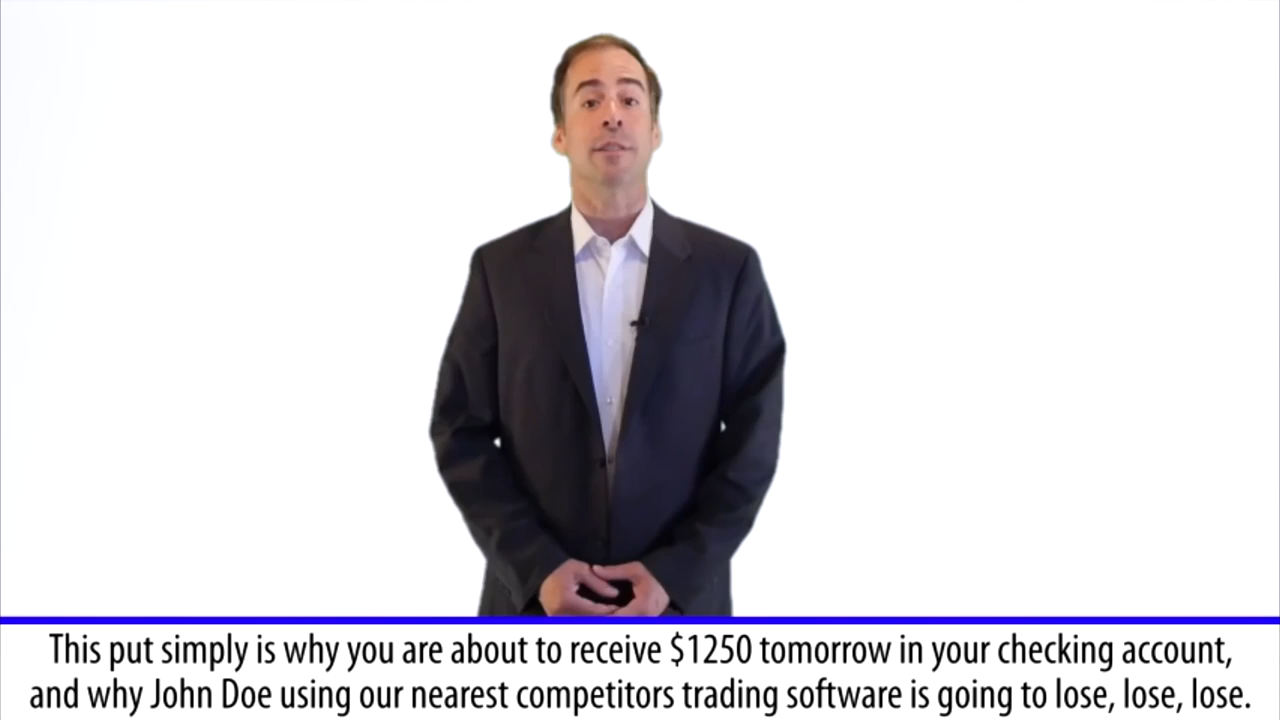 This put simply is why you are about to receive $1250 tomorrow in your checking account,
and why John Doe using our nearest competitors trading software is going to lose, lose, lose.